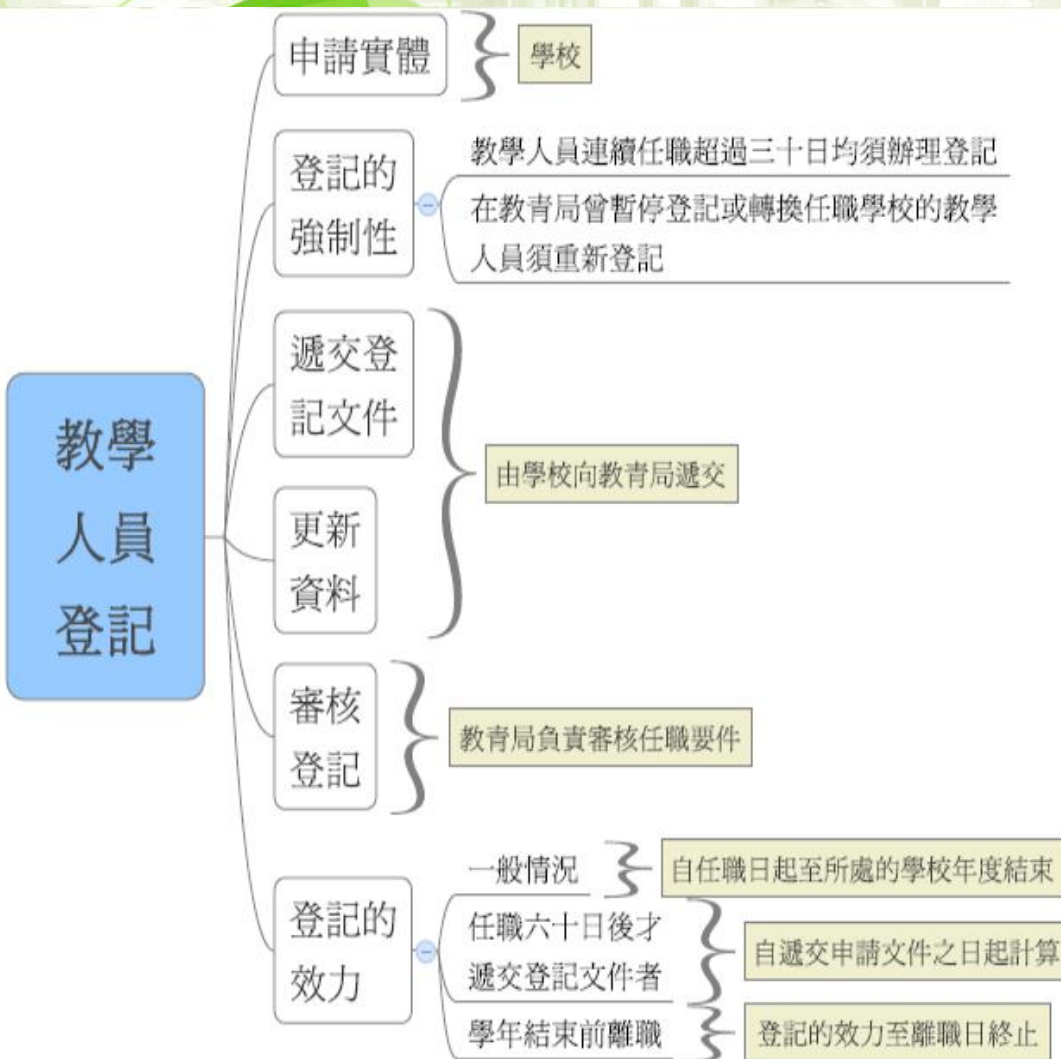 教學
人員
登記
申請實體
學校
登記的
強制性
教學人員連續任職超過三十日均須辦理登記
在教青局曾暫停登記或轉換任職學校的教學
人員須重新登記
遞交登
記文件
更新
資料
由學校向教青局遞交
審核
登記
教青局負責審核任職要件
登記的
效力
一般情況
自任職日起至所處的學校年度結束
任職六十日後才
遞交登記文件者
自遞交申請文件之日起計算
學年結束前離職
登記的效力至離職日終止